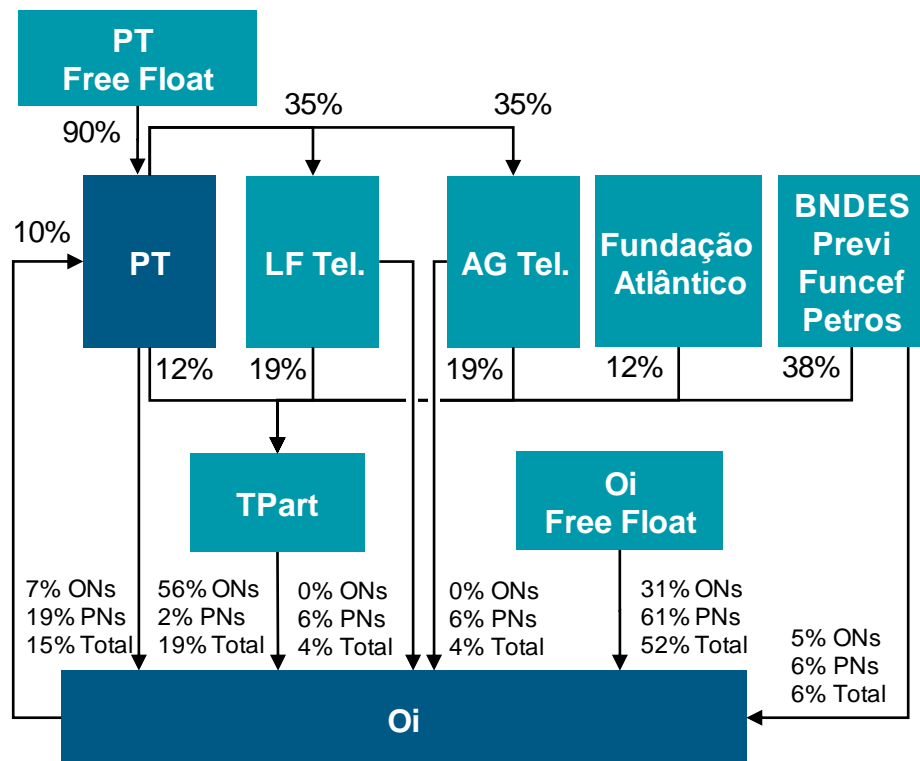 PT
Free Float
90%
35%
35%
10%
PT
LF Tel.
AG Tel.
Fundação
Atlântico
BNDES
Previ
Funcef
Petros
12%
19%
19%
12%
38%
TPart
Oi
Free Float
7% ONs
19% PNs
15% Total
56% ONs
2% PNs
19% Total
0% ONs
6% PNs
4% Total
0% ONs
6% PNs
4% Total
31% ONs
61% PNs
52% Total
5% ONs
6% PNs
6% Total
Oi